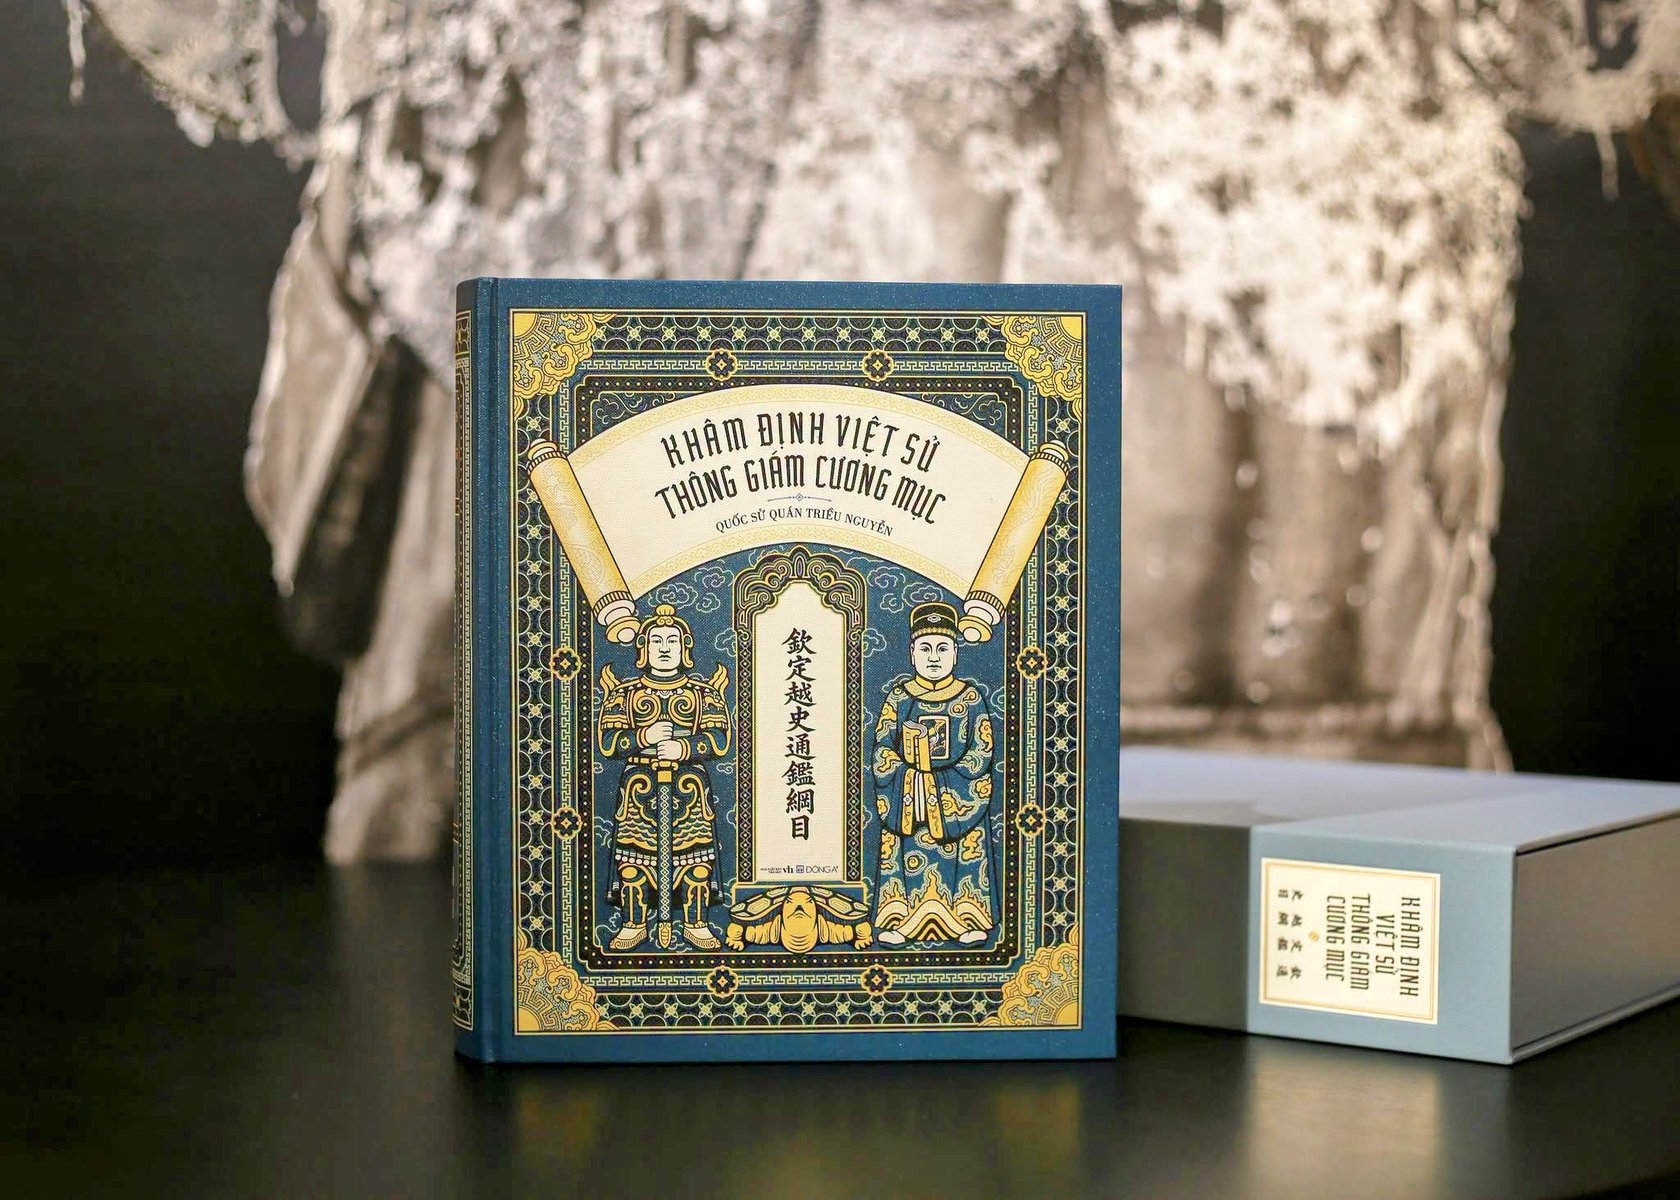 KHÂM ĐỊNH VIỆT SỬ
THÔNG GIÁM CƯƠNG MỤC
QUỐC SỬ QUÁN TRIỀU NGUYỄN
欽定越史通鑑綱目
vh ĐÔNG A
KHÂM ĐỊNH
VIỆT SỬ
THÔNG GIÁM
CƯƠNG MỤC